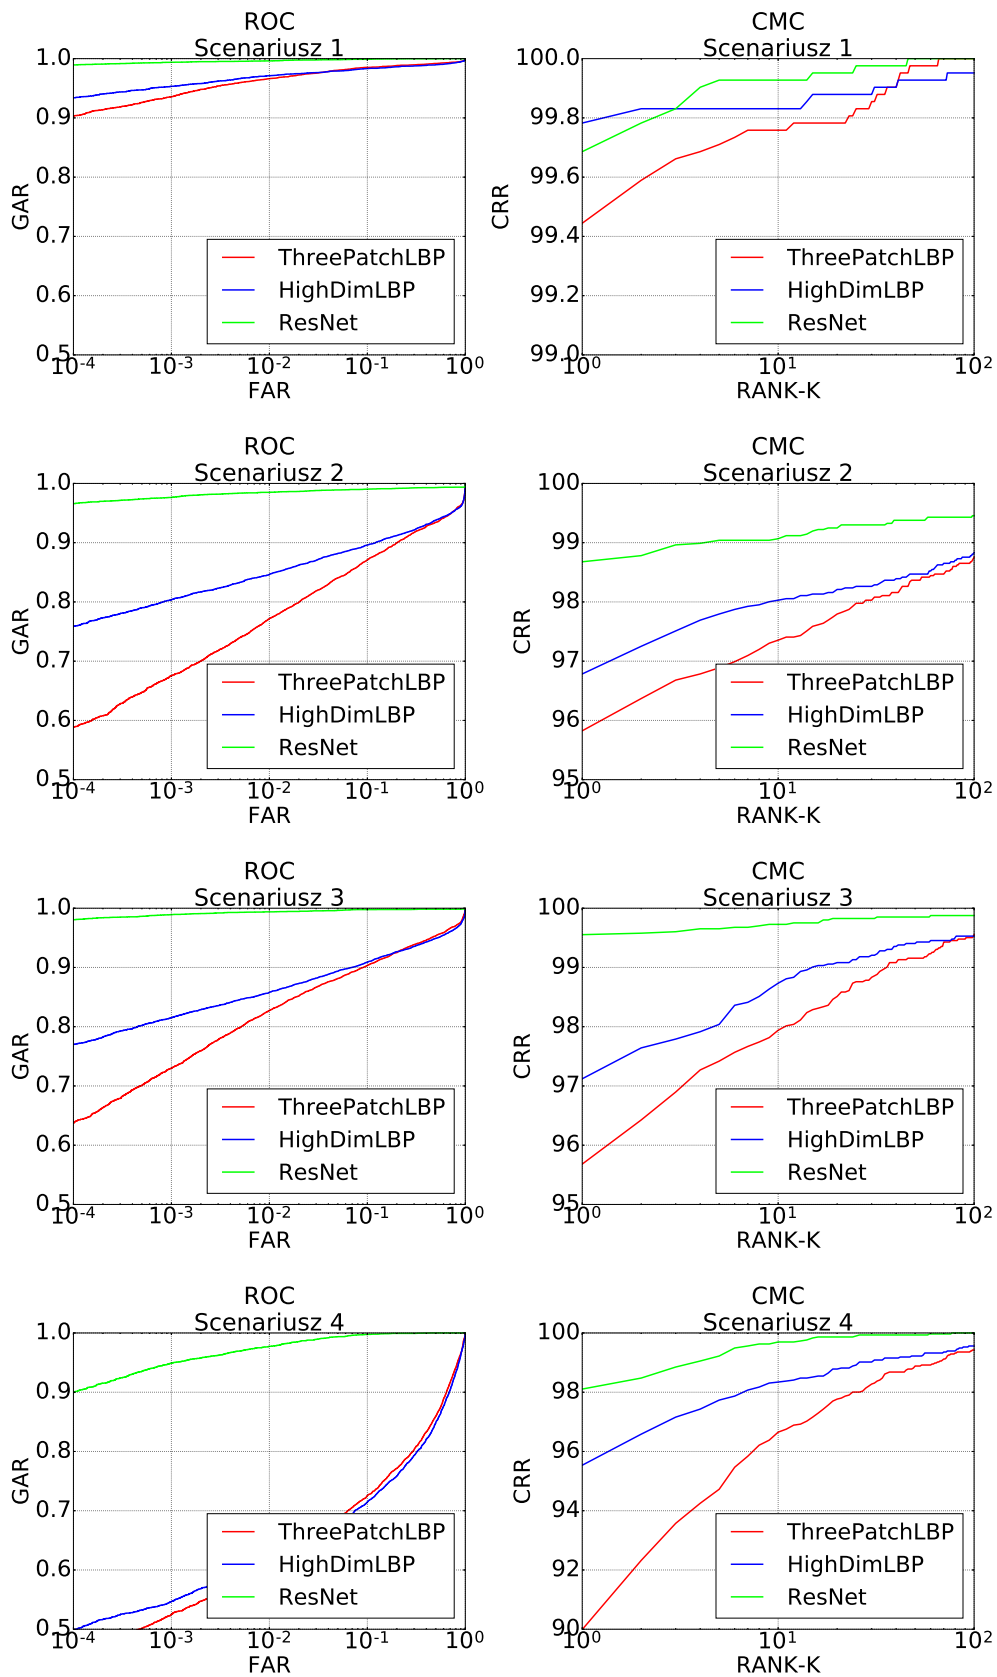 ROC
Scenariusz 1
1.0
0.9
0.8
0.7
0.6
0.5
GAR
ThreePatchLBP
HighDimLBP
ResNet
10-4 10-3 10-2 10-1 100
FAR
CMC
Scenariusz 1
100.0
99.8
99.6
99.4
99.2
99.0
CRR
ThreePatchLBP
HighDimLBP
ResNet
100 101 102
RANK-K
ROC
Scenariusz 2
1.0
0.9
0.8
0.7
0.6
0.5
GAR
ThreePatchLBP
HighDimLBP
ResNet
10-4 10-3 10-2 10-1 100
FAR
CMC
Scenariusz 2
100
99
98
97
96
95
CRR
ThreePatchLBP
HighDimLBP
ResNet
100 101 102
RANK-K
ROC
Scenariusz 3
1.0
0.9
0.8
0.7
0.6
0.5
GAR
ThreePatchLBP
HighDimLBP
ResNet
10-4 10-3 10-2 10-1 100
FAR
CMC
Scenariusz 3
100
99
98
97
96
95
CRR
ThreePatchLBP
HighDimLBP
ResNet
100 101 102
RANK-K
ROC
Scenariusz 4
1.0
0.9
0.8
0.7
0.6
0.5
GAR
ThreePatchLBP
HighDimLBP
ResNet
10-4 10-3 10-2 10-1 100
FAR
CMC
Scenariusz 4
100
98
96
94
92
90
CRR
ThreePatchLBP
HighDimLBP
ResNet
100 101 102
RANK-K